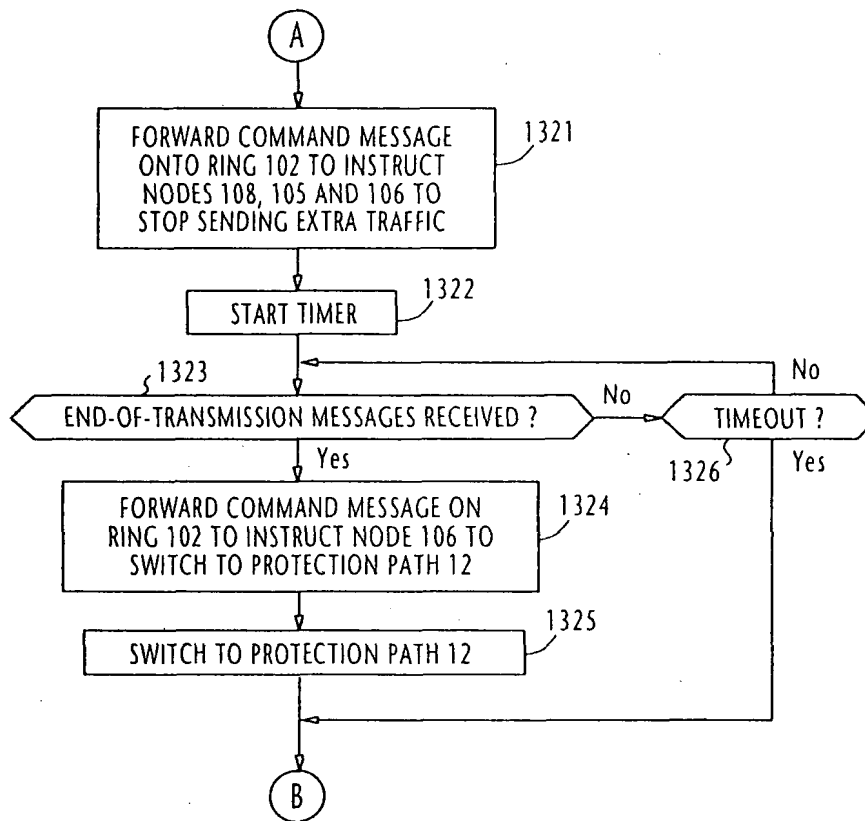 A
FORWARD COMMAND MESSAGE
ONTO RING 102 TO INSTRUCT
NODES 108, 105 AND 106 TO
STOP SENDING EXTRA TRAFFIC
1321
START TIMER
1322
1323
No
END-OF-TRANSMISSION MESSAGES RECEIVED ?
No
TIMEOUT ?
Yes
1326
Yes
FORWARD COMMAND MESSAGE ON
RING 102 TO INSTRUCT NODE 106 TO
SWITCH TO PROTECTION PATH 12
1324
SWITCH TO PROTECTION PATH 12
1325
B